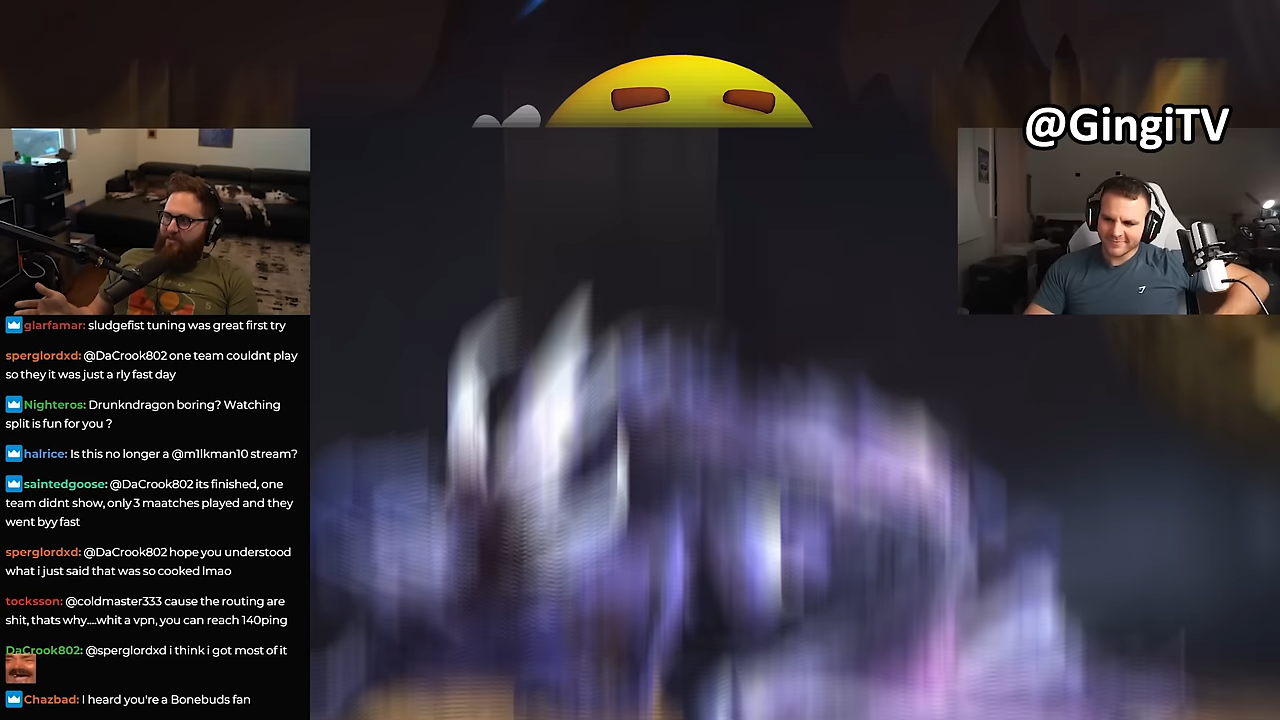 @GingiTV
glarfamar: sludgefist tuning was great first try
sperglordxd: @DaCrook802 one team couldnt play
so they it was just a rly fast day
Nighteros: Drunkndragon boring? Watching
split is fun for you ?
halrice: Is this no longer a @m1lkman10 stream?
saintedgoose: @DaCrook802 its finished, one
team didnt show, only 3 maatches played and they
went byy fast
sperglordxd: @DaCrook802 hope you understood
what i just said that was so cooked lmao
tocksson: @coldmaster333 cause the routing are
shit, thats why....whit a vpn, you can reach 140ping
DaCrook802: @sperglordxd i think i got most of it
Chazbad: I heard you're a Bonebuds fan